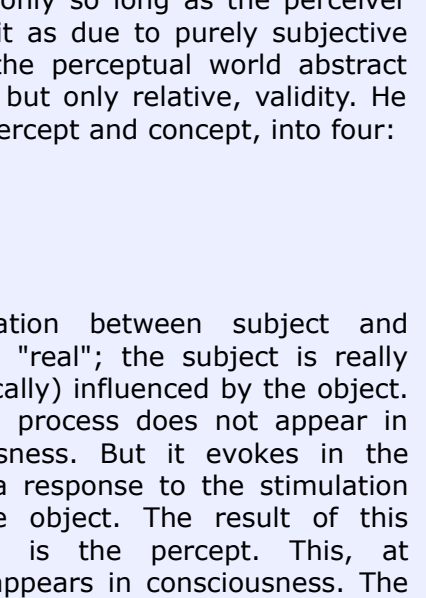 only so long as the perceiver
it as due to purely subjective
the perceptual world abstract
but only relative, validity. He
ercept and concept, into four:
ation between subject and
"real"; the subject is really
cally) influenced by the object.
process does not appear in
sness. But it evokes in the
a response to the stimulation
e object. The result of this
is the percept. This, at
appears in consciousness. The